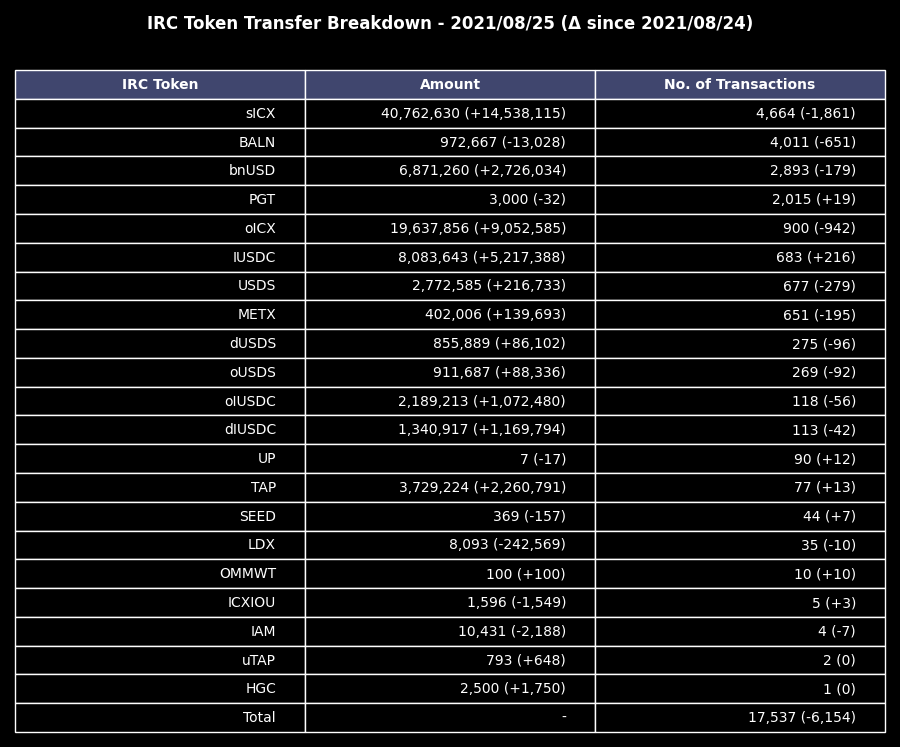 IRC Token Transfer Breakdown - 2021/08/25 (Δ since 2021/08/24)
IRC Token Amount No. of Transactions
sICX 40,762,630 (+14,538,115) 4,664 (-1,861)
BALN 972,667 (-13,028) 4,011 (-651)
bnUSD 6,871,260 (+2,726,034) 2,893 (-179)
PGT 3,000 (-32) 2,015 (+19)
oICX 19,637,856 (+9,052,585) 900 (-942)
IUSDC 8,083,643 (+5,217,388) 683 (+216)
USDS 2,772,585 (+216,733) 677 (-279)
METX 402,006 (+139,693) 651 (-195)
dUSDS 855,889 (+86,102) 275 (-96)
oUSDS 911,687 (+88,336) 269 (-92)
oIUSDC 2,189,213 (+1,072,480) 118 (-56)
dIUSDC 1,340,917 (+1,169,794) 113 (-42)
UP 7 (-17) 90 (+12)
TAP 3,729,224 (+2,260,791) 77 (+13)
SEED 369 (-157) 44 (+7)
LDX 8,093 (-242,569) 35 (-10)
OMMWT 100 (+100) 10 (+10)
ICXIOU 1,596 (-1,549) 5 (+3)
IAM 10,431 (-2,188) 4 (-7)
uTAP 793 (+648) 2 (0)
HGC 2,500 (+1,750) 1 (0)
Total - 17,537 (-6,154)